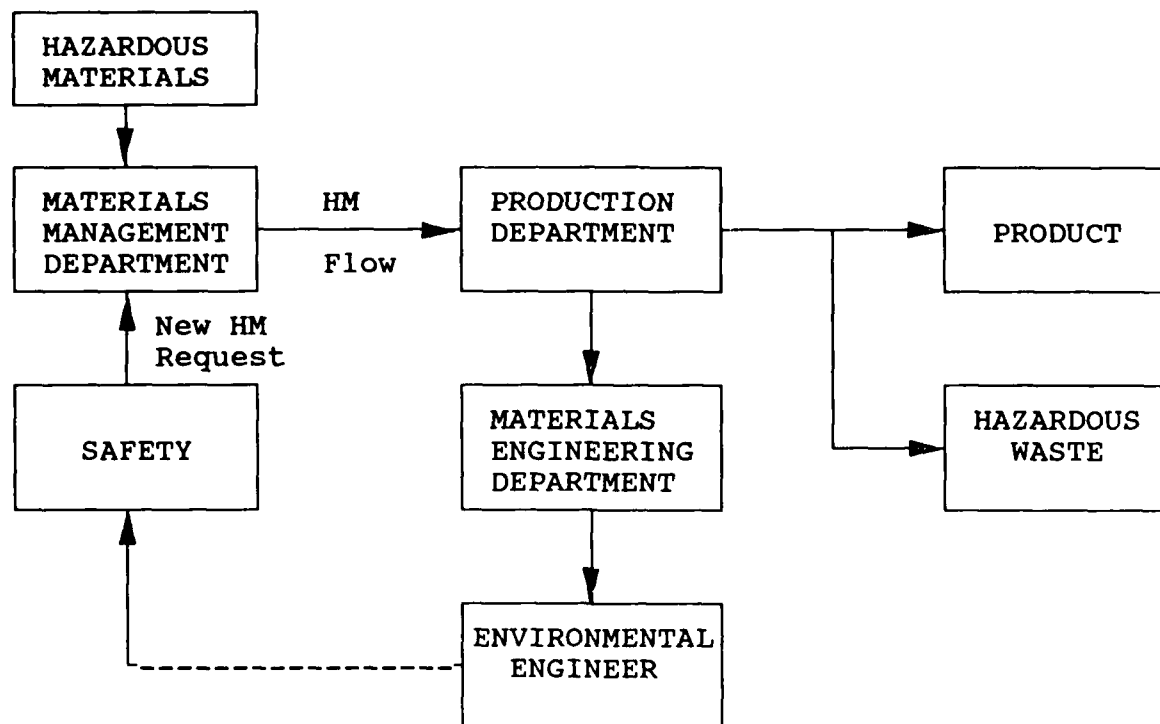 HAZARDOUS
MATERIALS
MATERIALS
MANAGEMENT
DEPARTMENT
HM
Flow
PRODUCTION
DEPARTMENT
PRODUCT
New HM
Request
SAFETY
MATERIALS
ENGINEERING
DEPARTMENT
HAZARDOUS
WASTE
ENVIRONMENTAL
ENGINEER